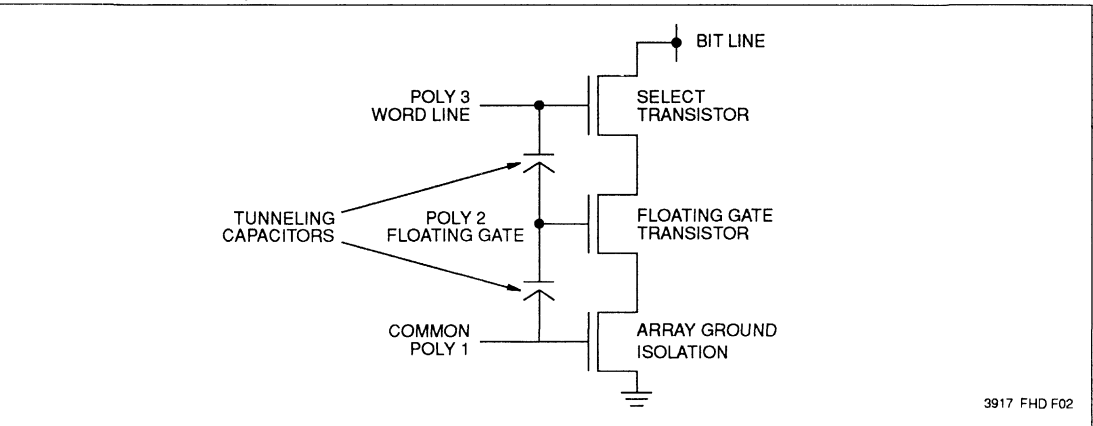 BIT LINE
POLY 3
WORD LINE
SELECT
TRANSISTOR
TUNNELING
CAPACITORS
POLY 2
FLOATING GATE
FLOATING GATE
TRANSISTOR
COMMON
POLY 1
ARRAY GROUND
ISOLATION
3917 FHD F02